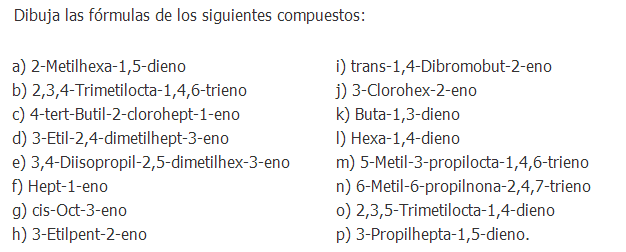 Dibuja las fórmulas de los siguientes compuestos:
a) 2-Metilhexa-1,5-dieno
b) 2,3,4-Trimetilocta-1,4,6-trieno
c) 4-tert-Butil-2-clorohept-1-eno
d) 3-Etil-2,4-dimetilhept-3-eno
e) 3,4-Diisopropil-2,5-dimetilhex-3-eno
f) Hept-1-eno
g) cis-Oct-3-eno
h) 3-Etilpent-2-eno
i) trans-1,4-Dibromobut-2-eno
j) 3-Clorohex-2-eno
k) Buta-1,3-dieno
l) Hexa-1,4-dieno
m) 5-Metil-3-propilocta-1,4,6-trieno
n) 6-Metil-6-propilnona-2,4,7-trieno
o) 2,3,5-Trimetilocta-1,4-dieno
p) 3-Propilhepta-1,5-dieno.